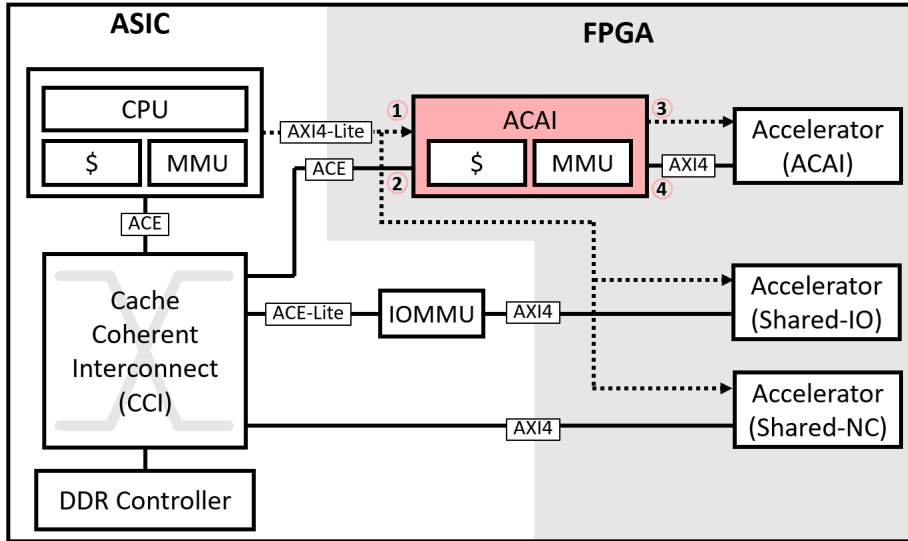 ASIC
FPGA
CPU
$
MMU
AXI4-Lite
①
ACAI
$
MMU
③
Accelerator
(ACAI)
ACE
②
④
AXI4
ACE
Cache
Coherent
Interconnect
(CCI)
ACE-Lite
IOMMU
AXI4
Accelerator
(Shared-IO)
AXI4
Accelerator
(Shared-NC)
DDR Controller